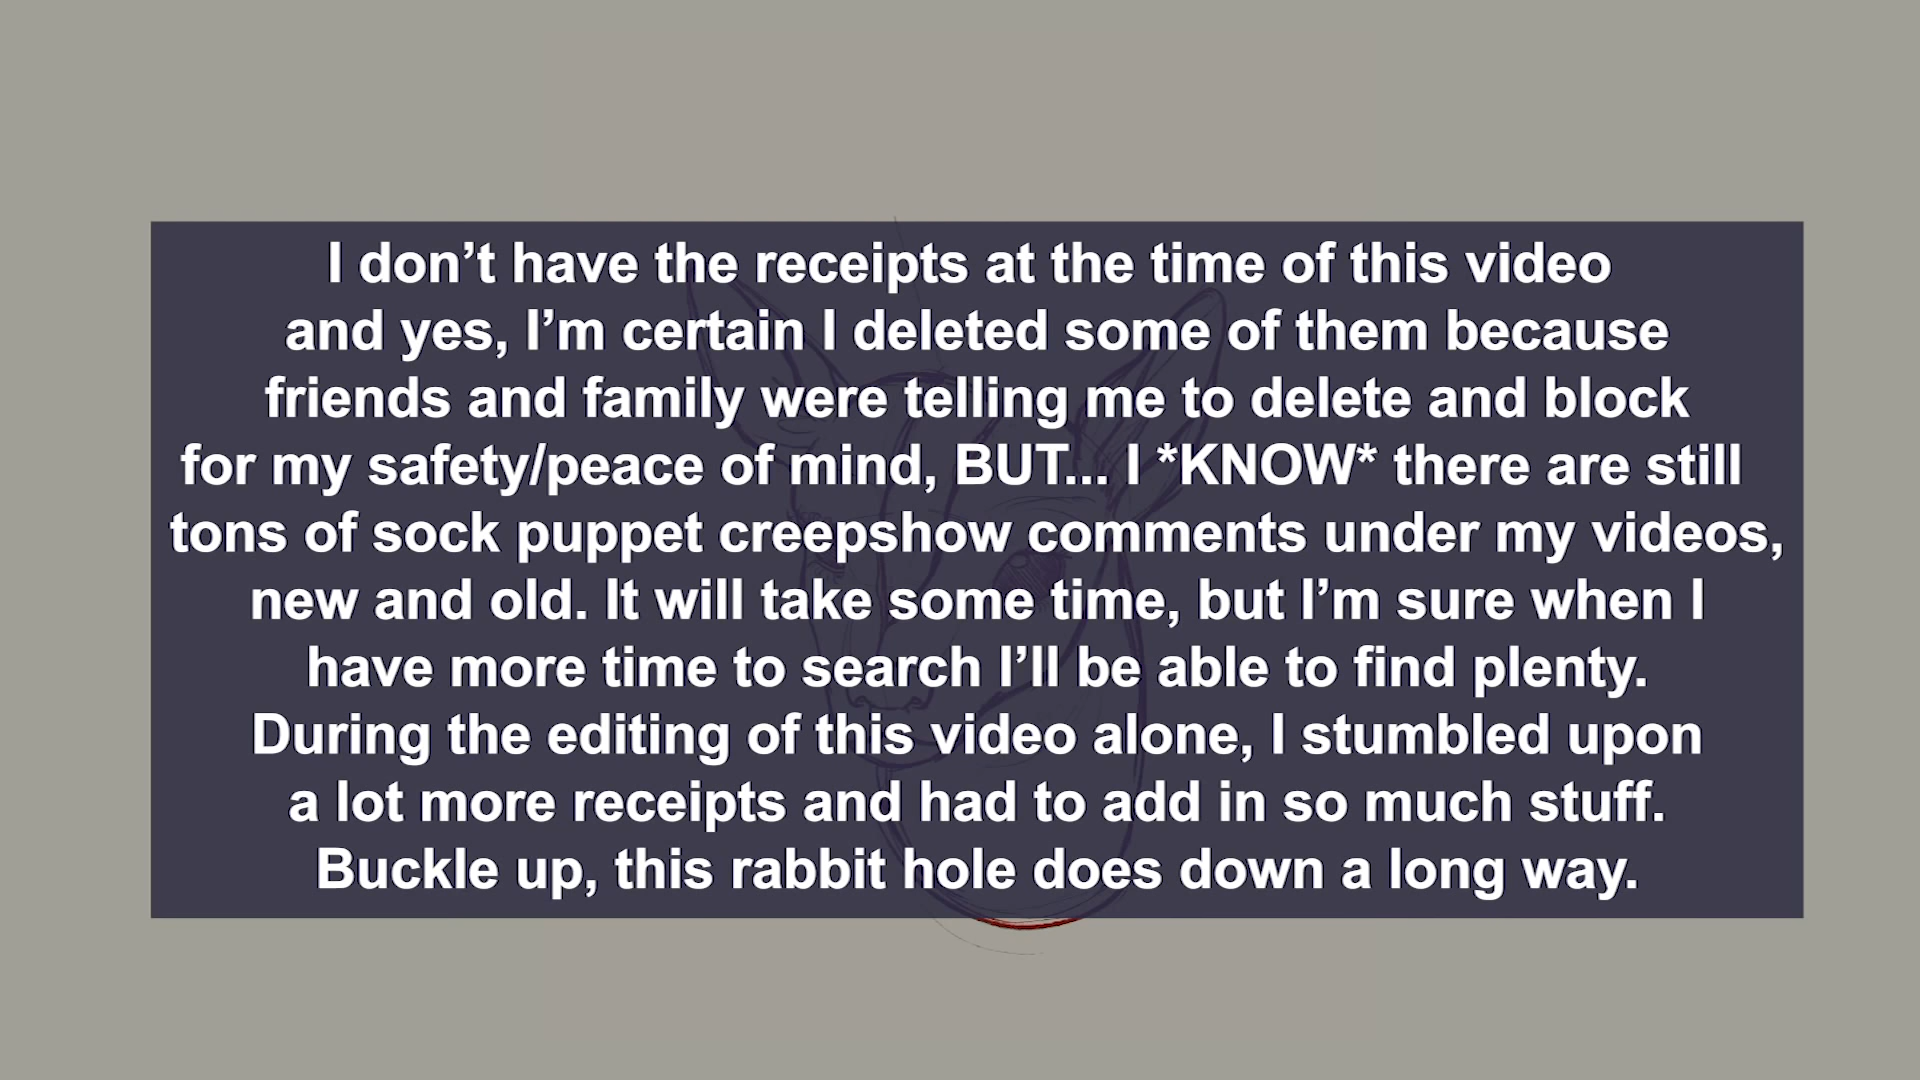 I don’t have the receipts at the time of this video
and yes, I’m certain I deleted some of them because
friends and family were telling me to delete and block
for my safety/peace of mind, BUT... I *KNOW* there are still
tons of sock puppet creepshow comments under my videos,
new and old. It will take some time, but I’m sure when I
have more time to search I’ll be able to find plenty.
During the editing of this video alone, I stumbled upon
a lot more receipts and had to add in so much stuff.
Buckle up, this rabbit hole does down a long way.